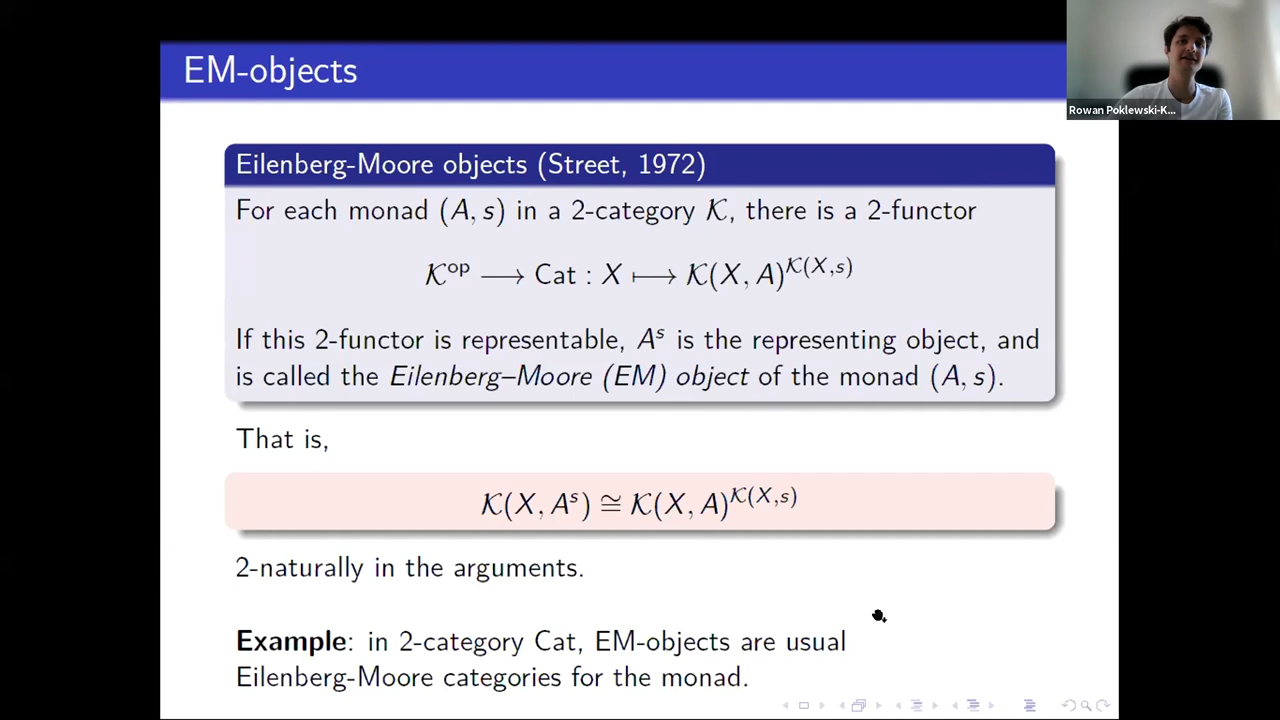 EM-objects
Rowan Poklewski-K...
Eilenberg-Moore objects (Street, 1972)
For each monad (A, s) in a 2-category 𝒦, there is a 2-functor
𝒦^op ⟶ Cat : X ⟼ 𝒦(X, A)^𝒦(X,s)
If this 2-functor is representable, A^s is the representing object, and
is called the Eilenberg–Moore (EM) object of the monad (A, s).
That is,
𝒦(X, A^s) ≅ 𝒦(X, A)^𝒦(X,s)
2-naturally in the arguments.
Example: in 2-category Cat, EM-objects are usual
Eilenberg-Moore categories for the monad.